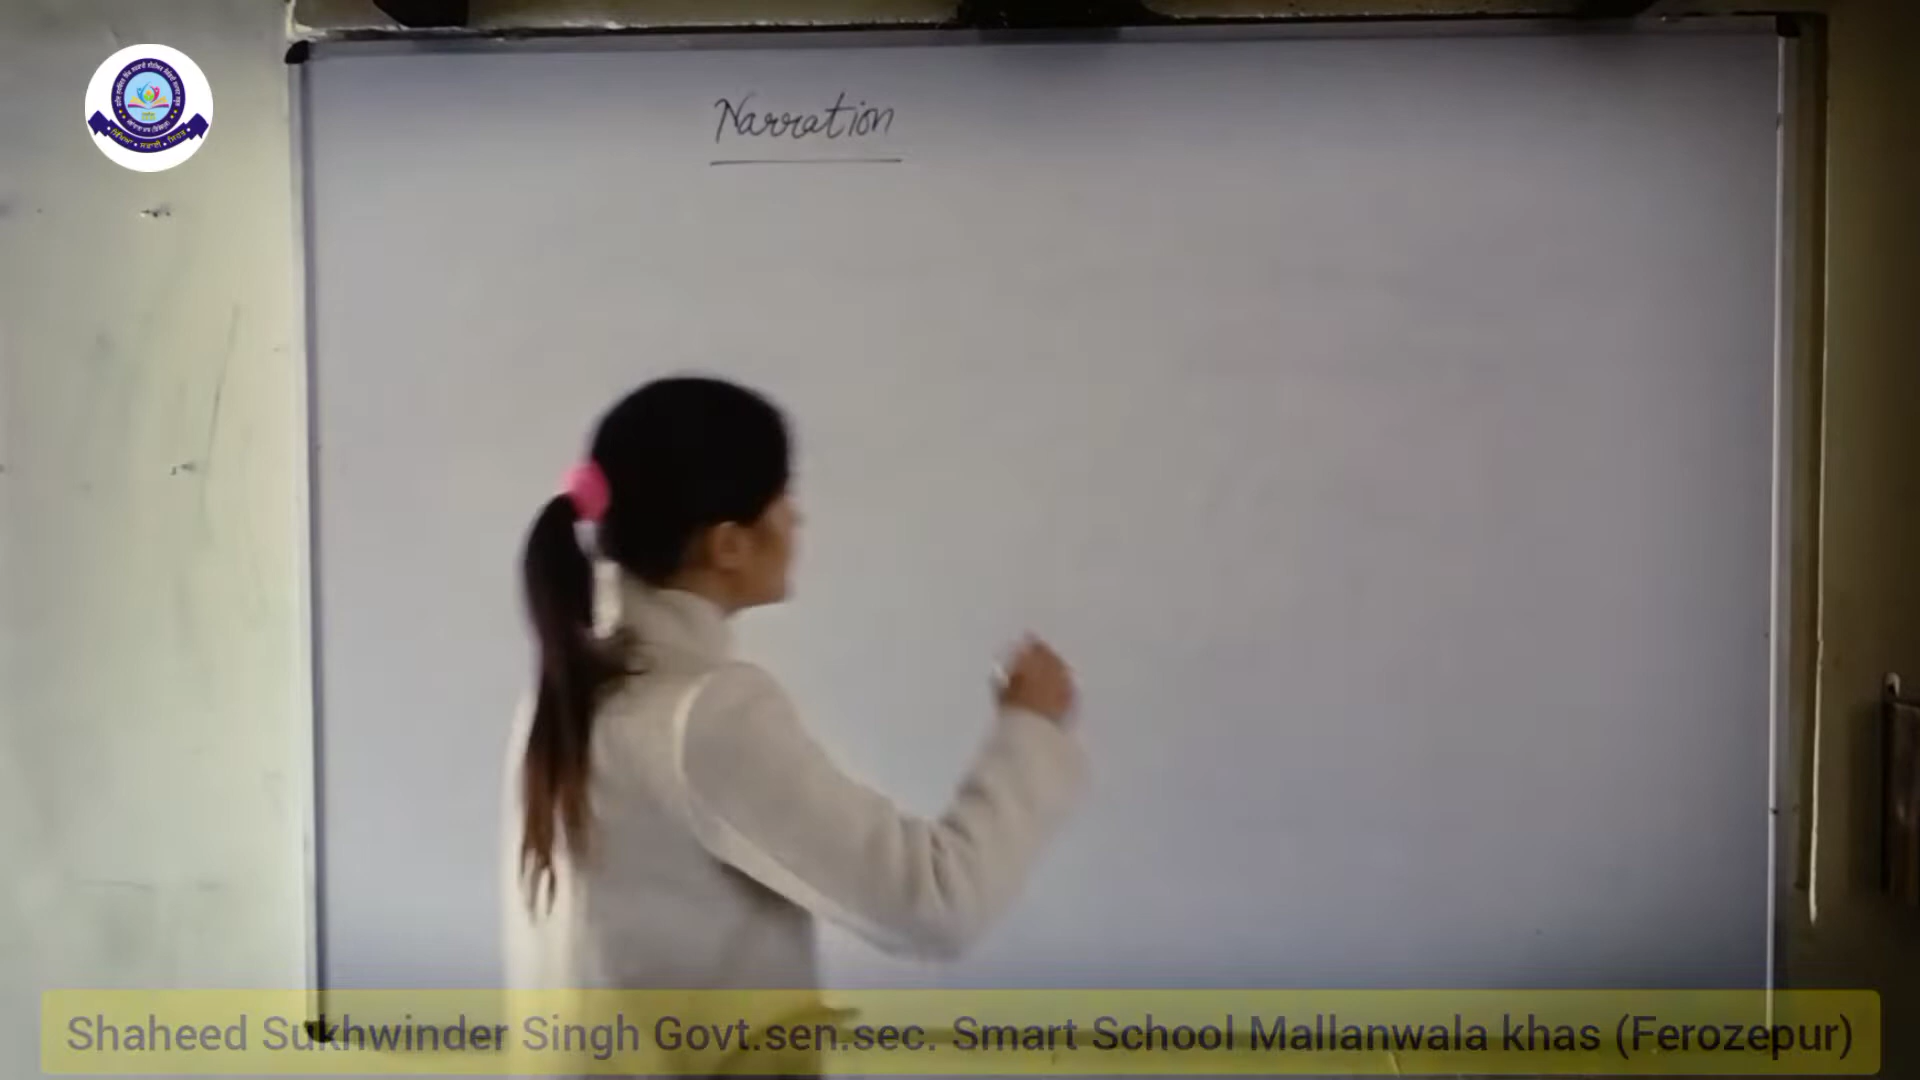 Narration
Shaheed Sukhwinder Singh Govt.sen.sec. Smart School Mallanwala khas (Ferozepur)